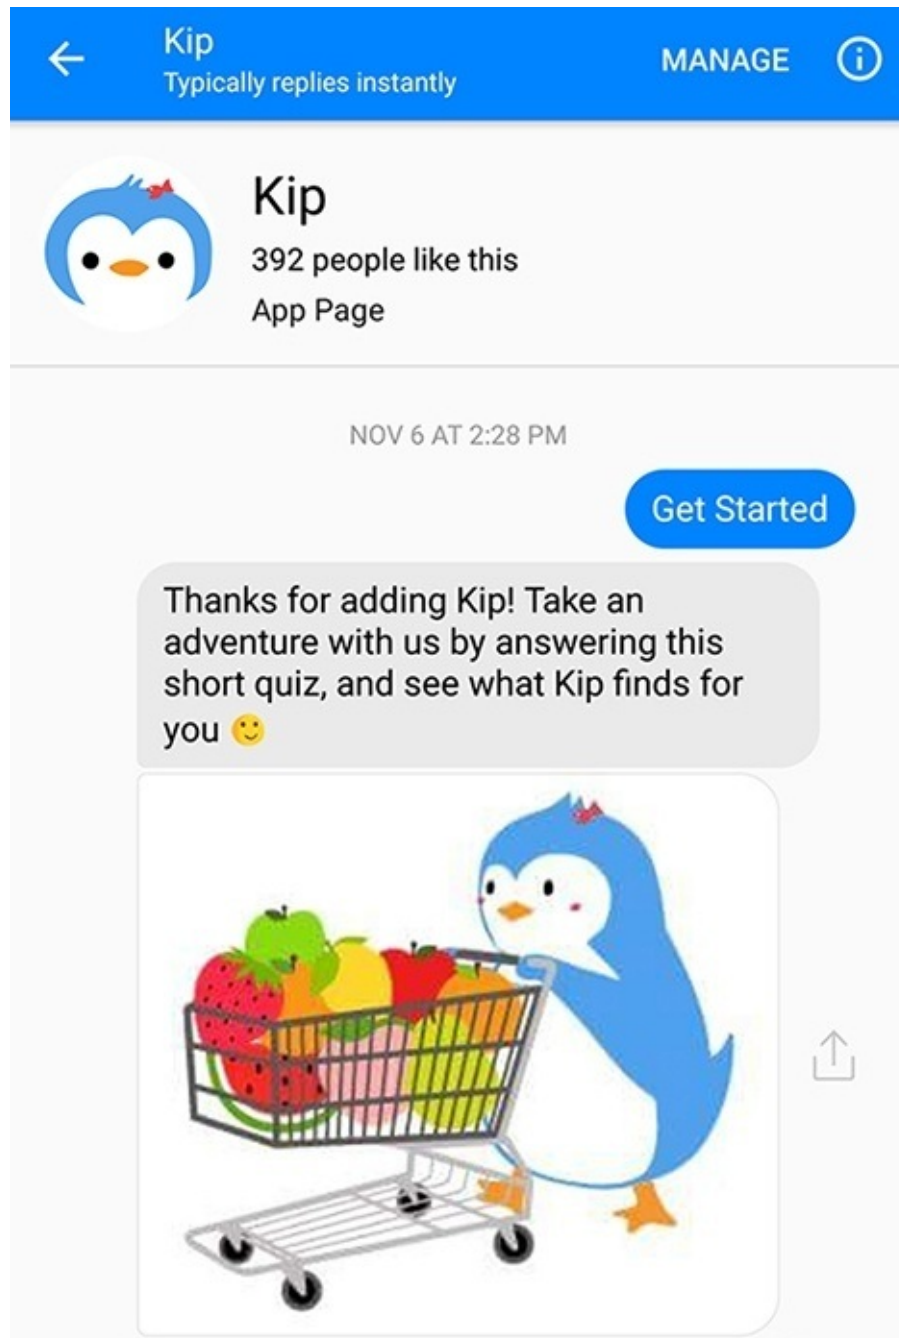 Kip
Typically replies instantly
MANAGE
Kip
392 people like this
App Page
NOV 6 AT 2:28 PM
Get Started
Thanks for adding Kip! Take an
adventure with us by answering this
short quiz, and see what Kip finds for
you 🙂